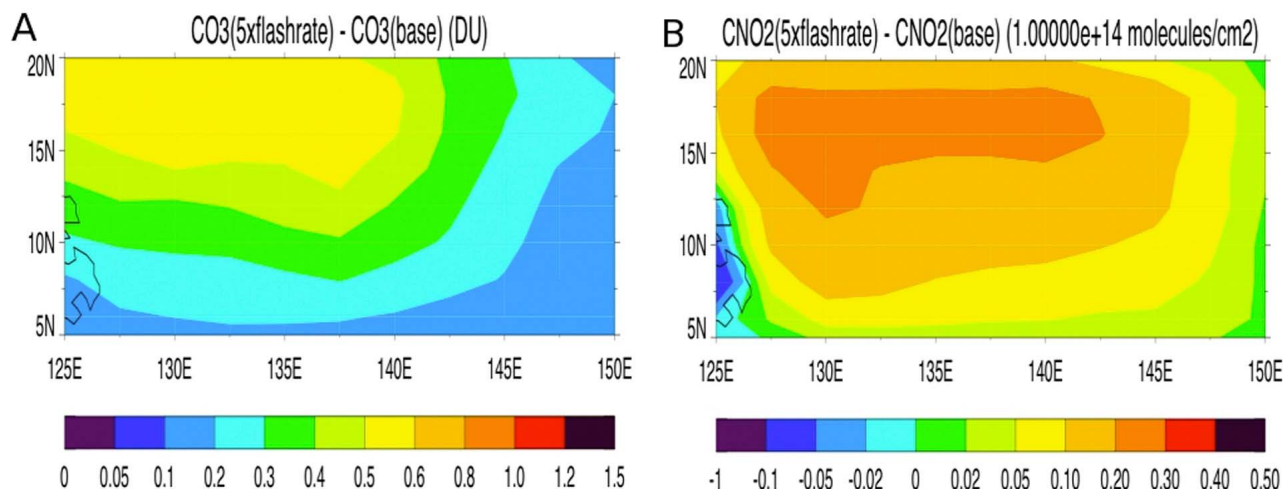 A
CO3(5xflashrate) - CO3(base) (DU)
20N
15N
10N
5N
125E 130E 135E 140E 145E 150E
0 0.05 0.1 0.2 0.3 0.4 0.5 0.6 0.8 1.0 1.2 1.5
B
CNO2(5xflashrate) - CNO2(base) (1.00000e+14 molecules/cm2)
20N
15N
10N
5N
125E 130E 135E 140E 145E 150E
-1 -0.1 -0.05 -0.02 0 0.02 0.05 0.10 0.20 0.30 0.40 0.50